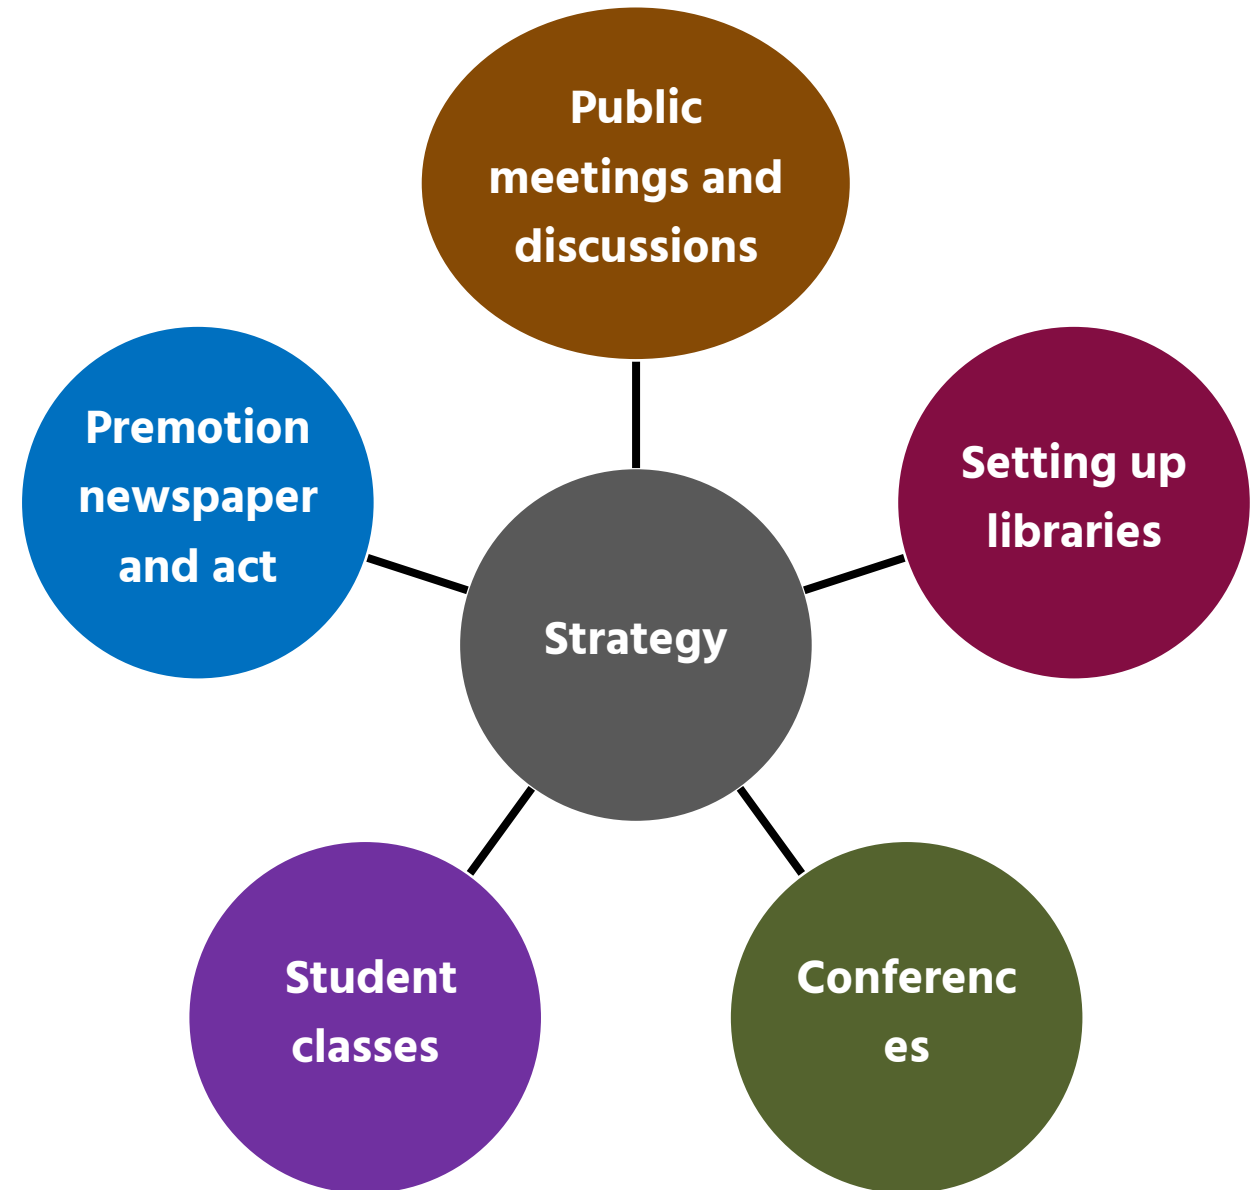 Public
meetings and
discussions
Premotion
newspaper
and act
Setting up
libraries
Strategy
Student
classes
Conferenc
es